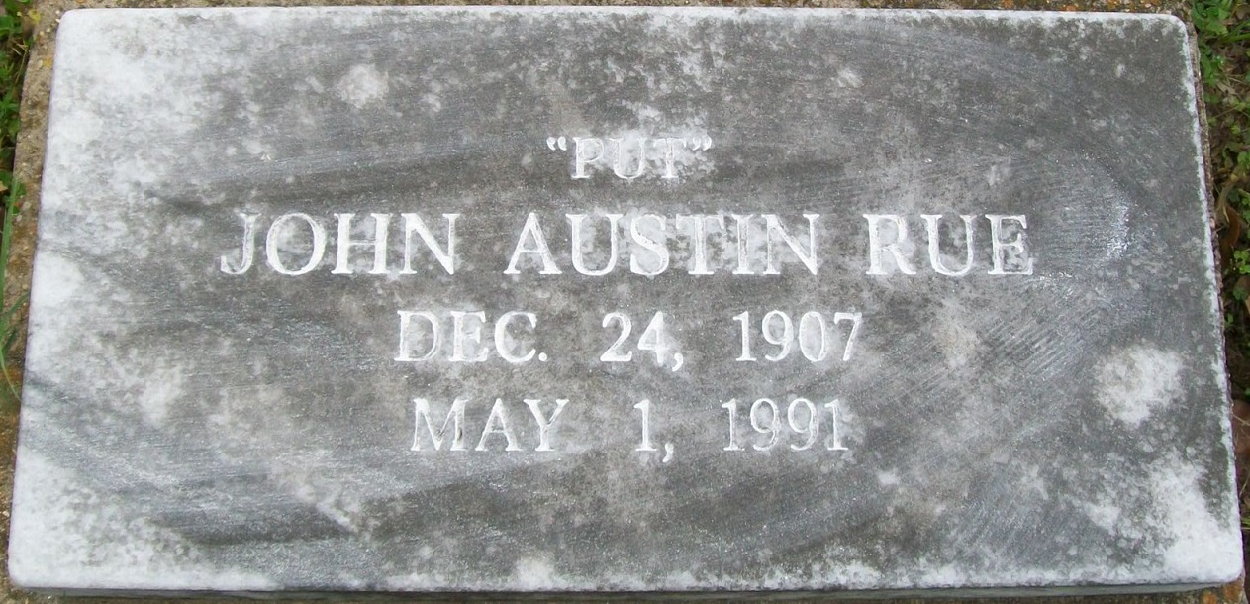 “PUT”
JOHN AUSTIN RUE
DEC. 24, 1907
MAY 1, 1991